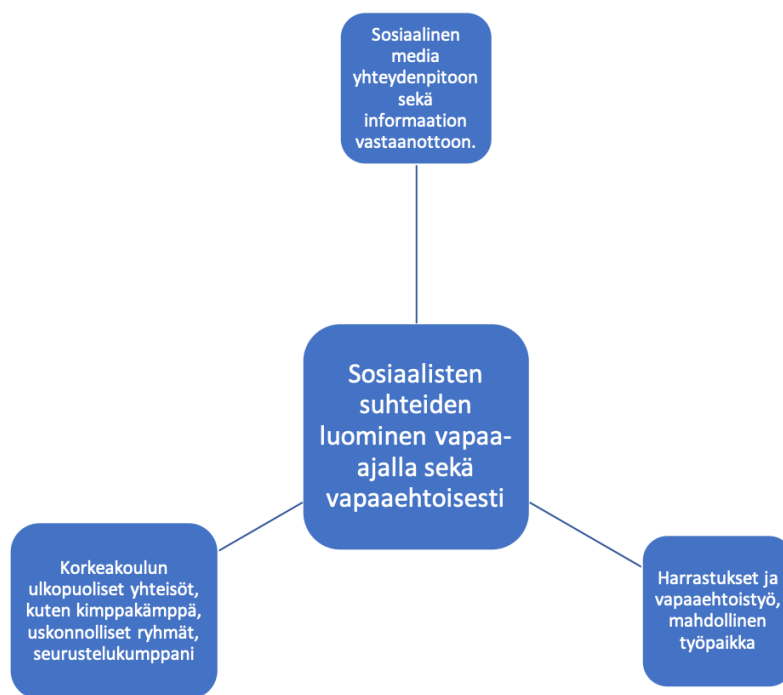 Sosiaalinen
media
yhteydenpitoon
sekä
informaation
vastaanottoon.
Sosiaalisten
suhteiden
luominen vapaa-
ajalla sekä
vapaaehtoisesti
Korkeakoulun
ulkopuoliset yhteisöt,
kuten kimppakämppä,
uskonnolliset ryhmät,
seurustelukumppani
Harrastukset ja
vapaaehtoistyö,
mahdollinen
työpaikka